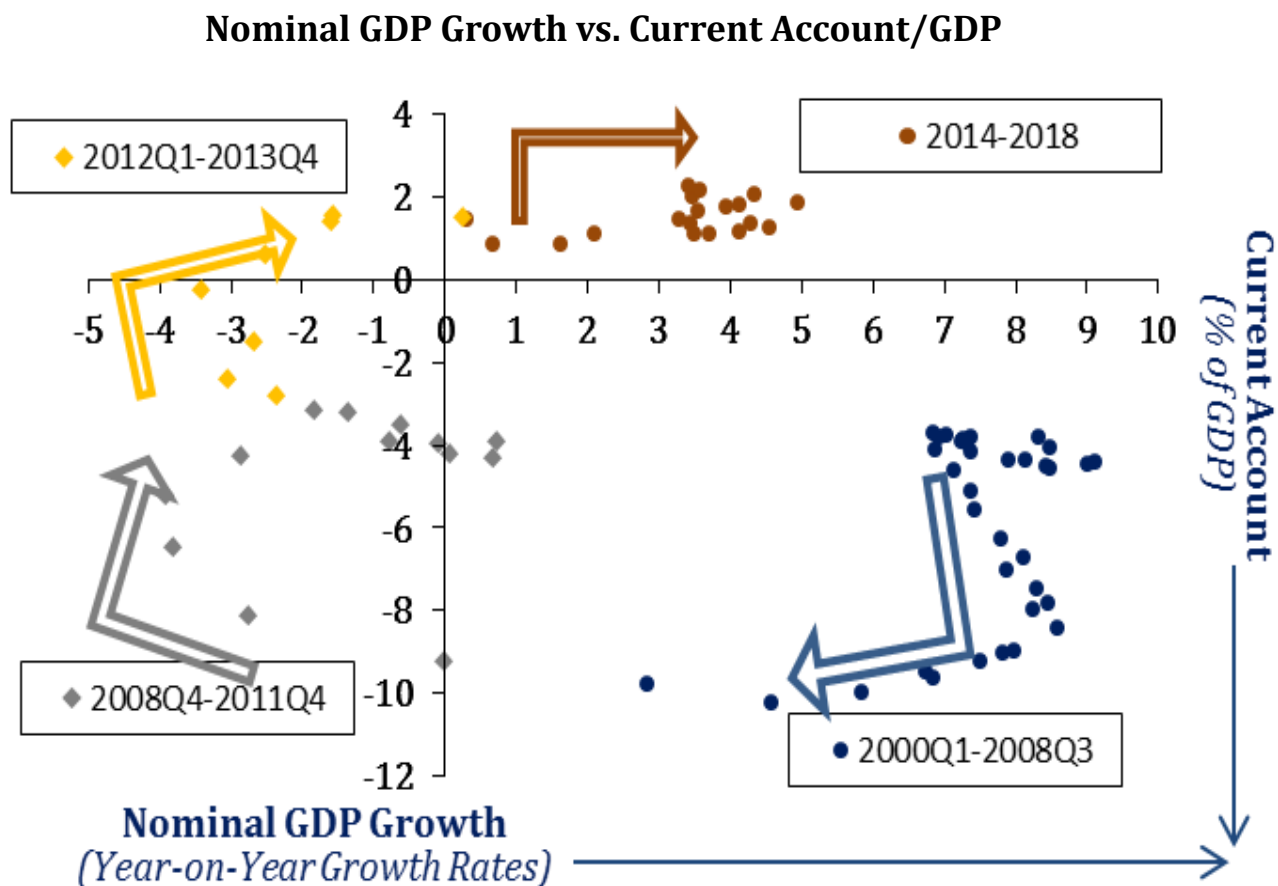 Nominal GDP Growth vs. Current Account/GDP
2012Q1-2013Q4
2014-2018
4
2
0
-5 -4 -3 -2 -1 0 1 2 3 4 5 6 7 8 9 10
-2
-4
-6
-8
-10
-12
Current Account
(% of GDP)
2008Q4-2011Q4
2000Q1-2008Q3
Nominal GDP Growth
(Year-on-Year Growth Rates)